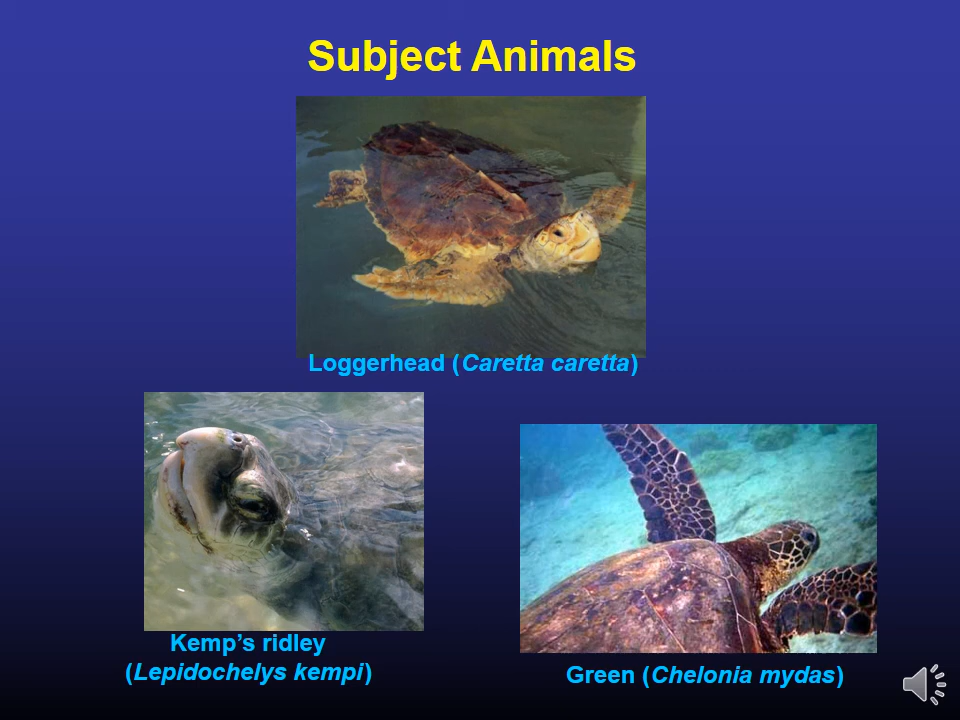 Subject Animals
Loggerhead (Caretta caretta)
Kemp’s ridley
(Lepidochelys kempi)
Green (Chelonia mydas)